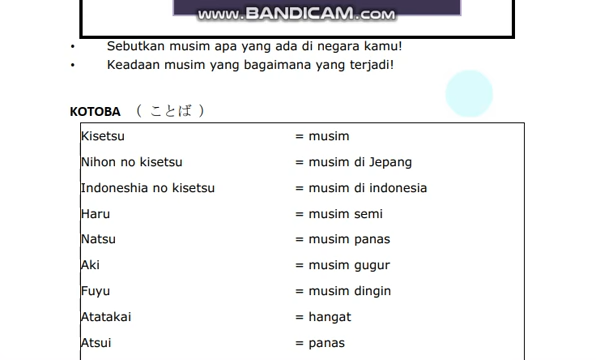 www.BANDICAM.com
• Sebutkan musim apa yang ada di negara kamu!
• Keadaan musim yang bagaimana yang terjadi!
KOTOBA ( ことば )
Kisetsu = musim
Nihon no kisetsu = musim di Jepang
Indoneshia no kisetsu = musim di indonesia
Haru = musim semi
Natsu = musim panas
Aki = musim gugur
Fuyu = musim dingin
Atatakai = hangat
Atsui = panas